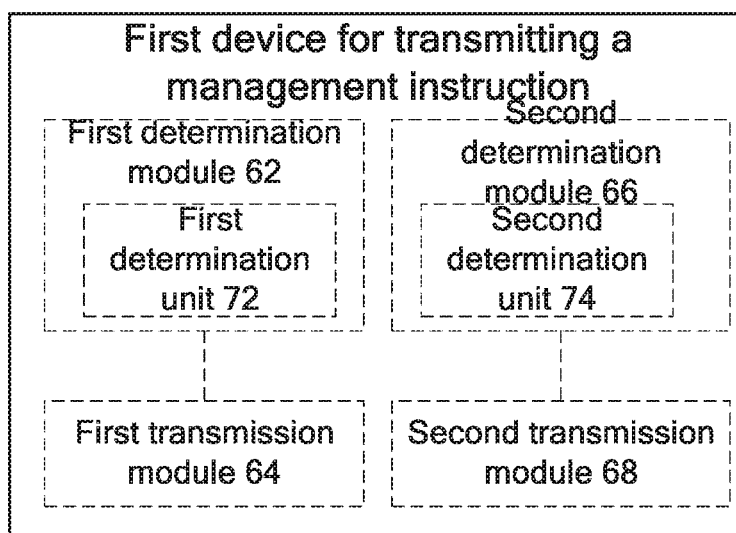 First device for transmitting a
management instruction
First determination
module 62
First
determination
unit 72
Second
determination
module 66
Second
determination
unit 74
First transmission
module 64
Second transmission
module 68